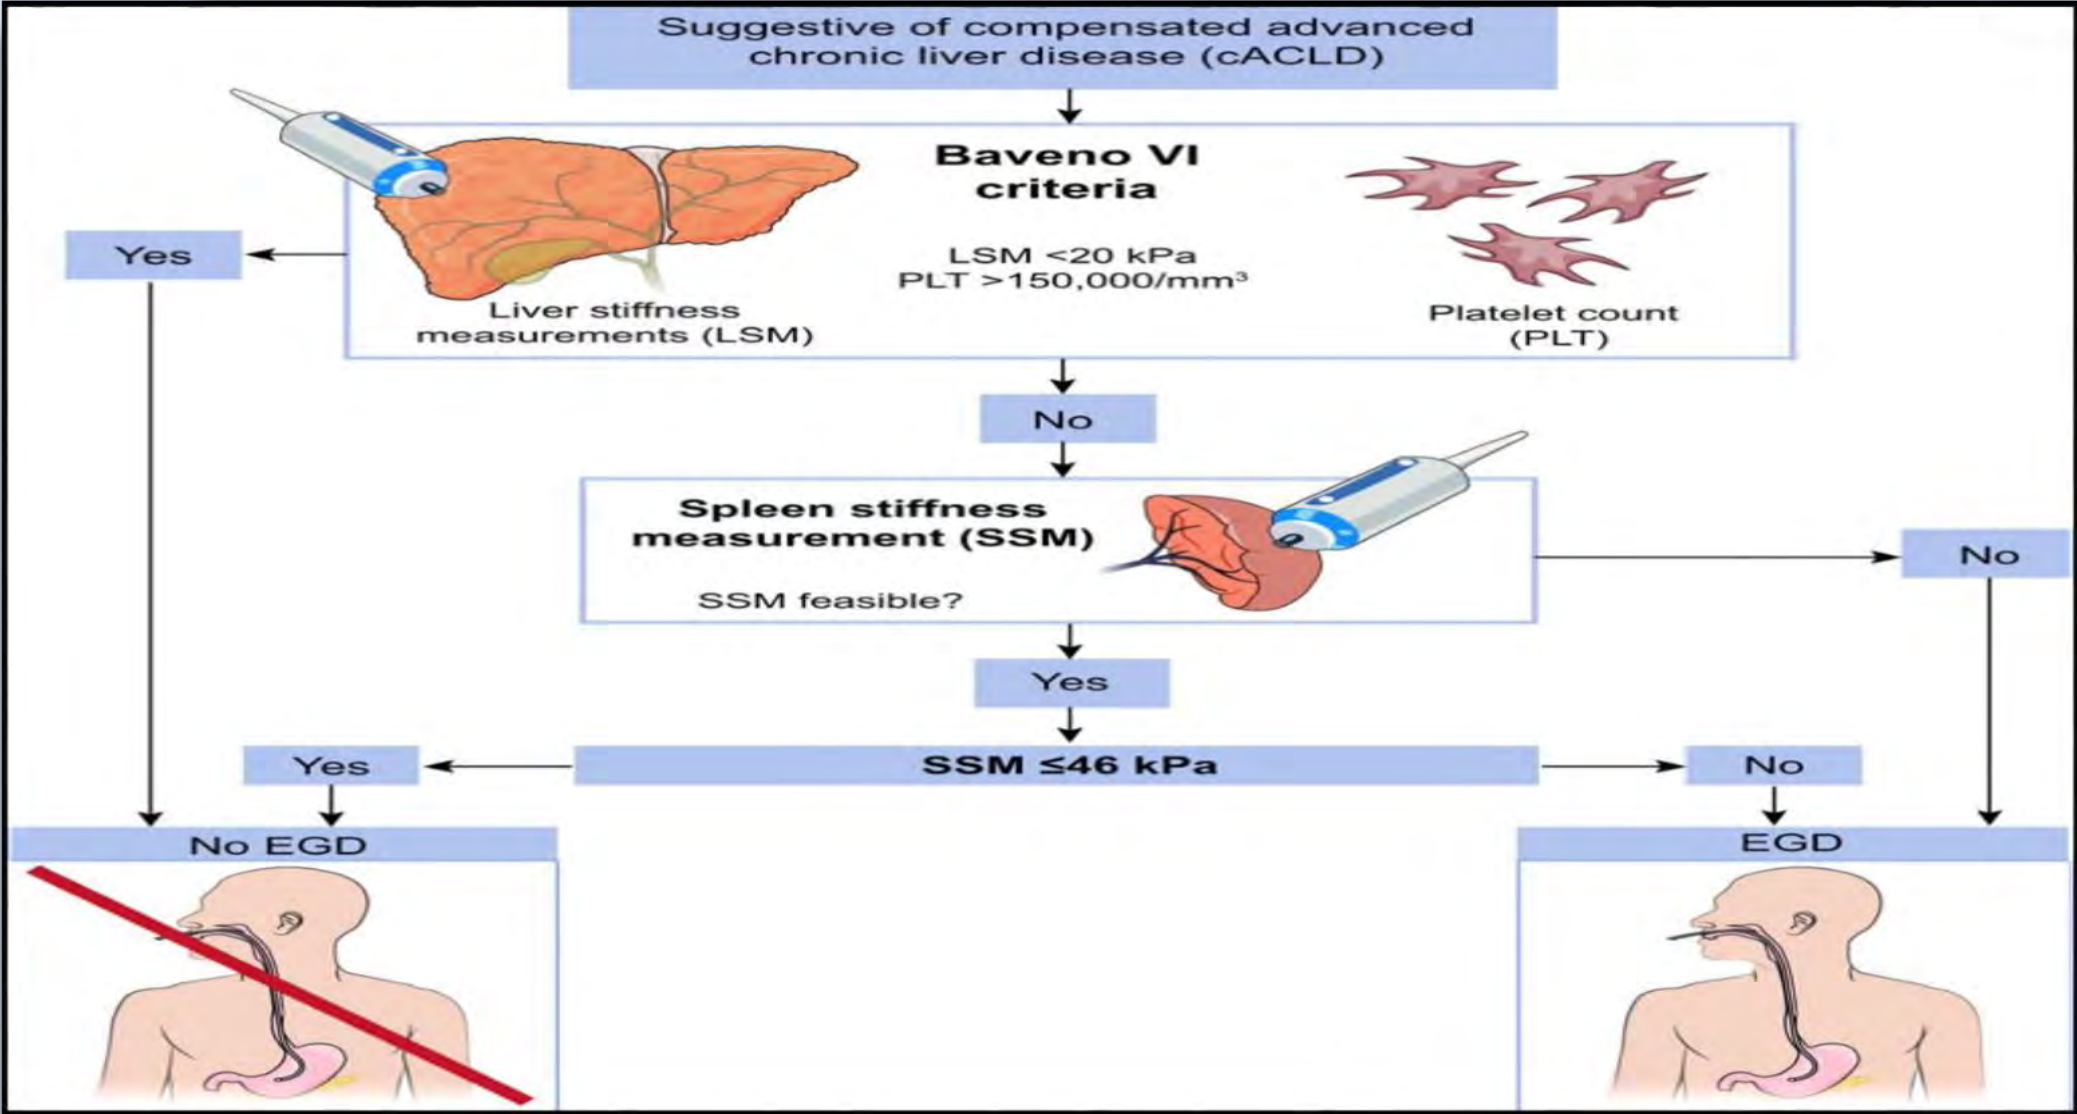 Suggestive of compensated advanced
chronic liver disease (cACLD)
Baveno VI
criteria
LSM <20 kPa
PLT >150,000/mm³
Liver stiffness
measurements (LSM)
Platelet count
(PLT)
Yes
No
Spleen stiffness
measurement (SSM)
SSM feasible?
No
Yes
Yes
SSM ≤46 kPa
No
No EGD
EGD